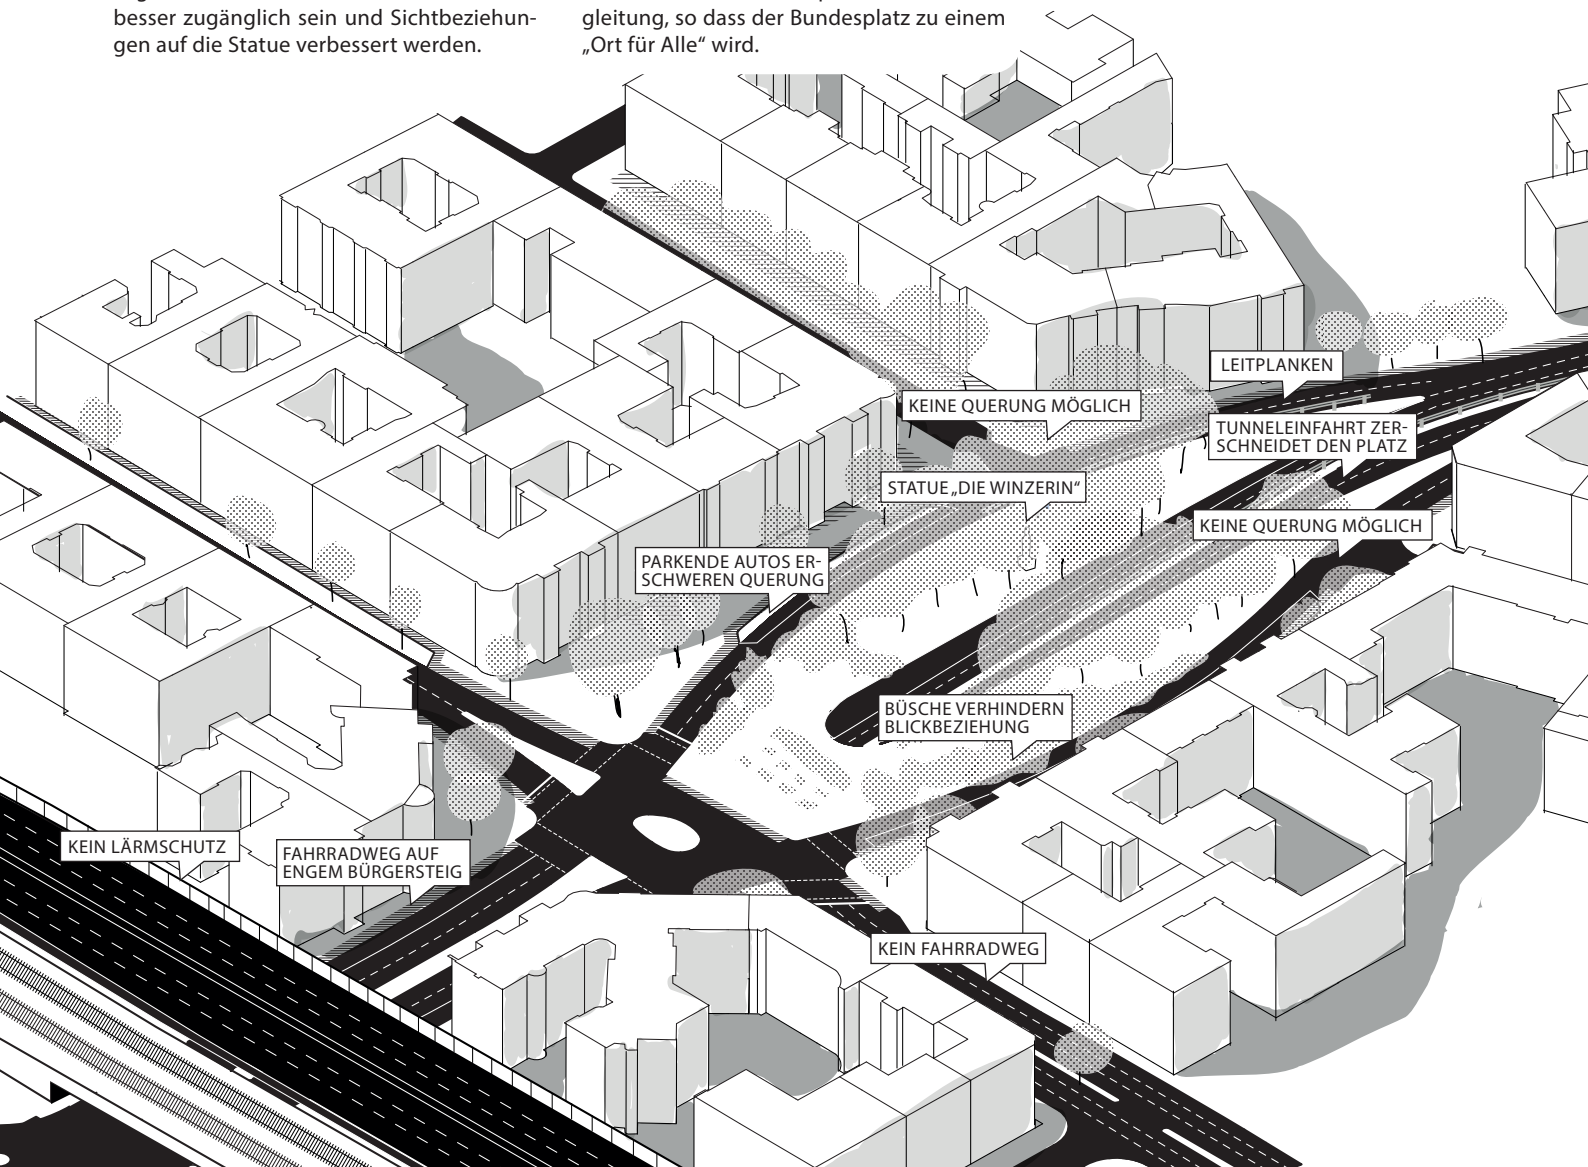 besser zugänglich sein und Sichtbeziehun-
gen auf die Statue verbessert werden.
gleitung, so dass der Bundesplatz zu einem
„Ort für Alle“ wird.
LEITPLANKEN
KEINE QUERUNG MÖGLICH
TUNNELEINFAHRT ZER-
SCHNEIDET DEN PLATZ
STATUE „DIE WINZERIN“
KEINE QUERUNG MÖGLICH
PARKENDE AUTOS ER-
SCHWEREN QUERUNG
BÜSCHE VERHINDERN
BLICKBEZIEHUNG
KEIN LÄRMSCHUTZ
FAHRRADWEG AUF
ENGEM BÜRGERSTEIG
KEIN FAHRRADWEG